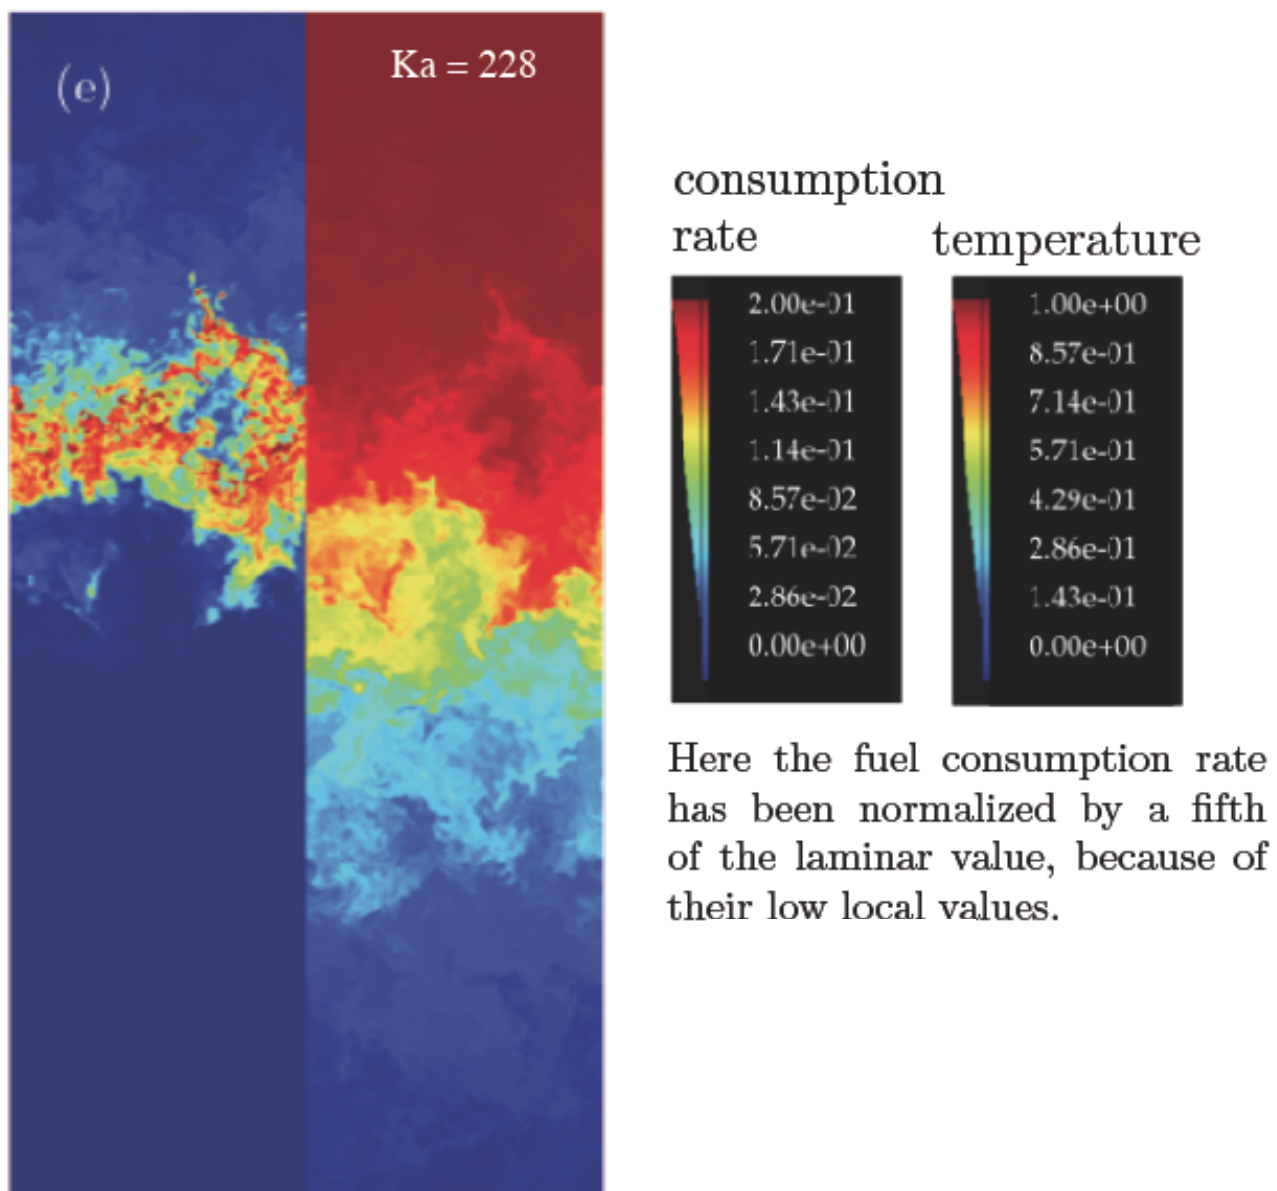 (e)
Ka = 228
consumption
rate
temperature
2.00e-01
1.71e-01
1.43e-01
1.14e-01
8.57e-02
5.71e-02
2.86e-02
0.00e+00
1.00e+00
8.57e-01
7.14e-01
5.71e-01
4.29e-01
2.86e-01
1.43e-01
0.00e+00
Here the fuel consumption rate
has been normalized by a fifth
of the laminar value, because of
their low local values.